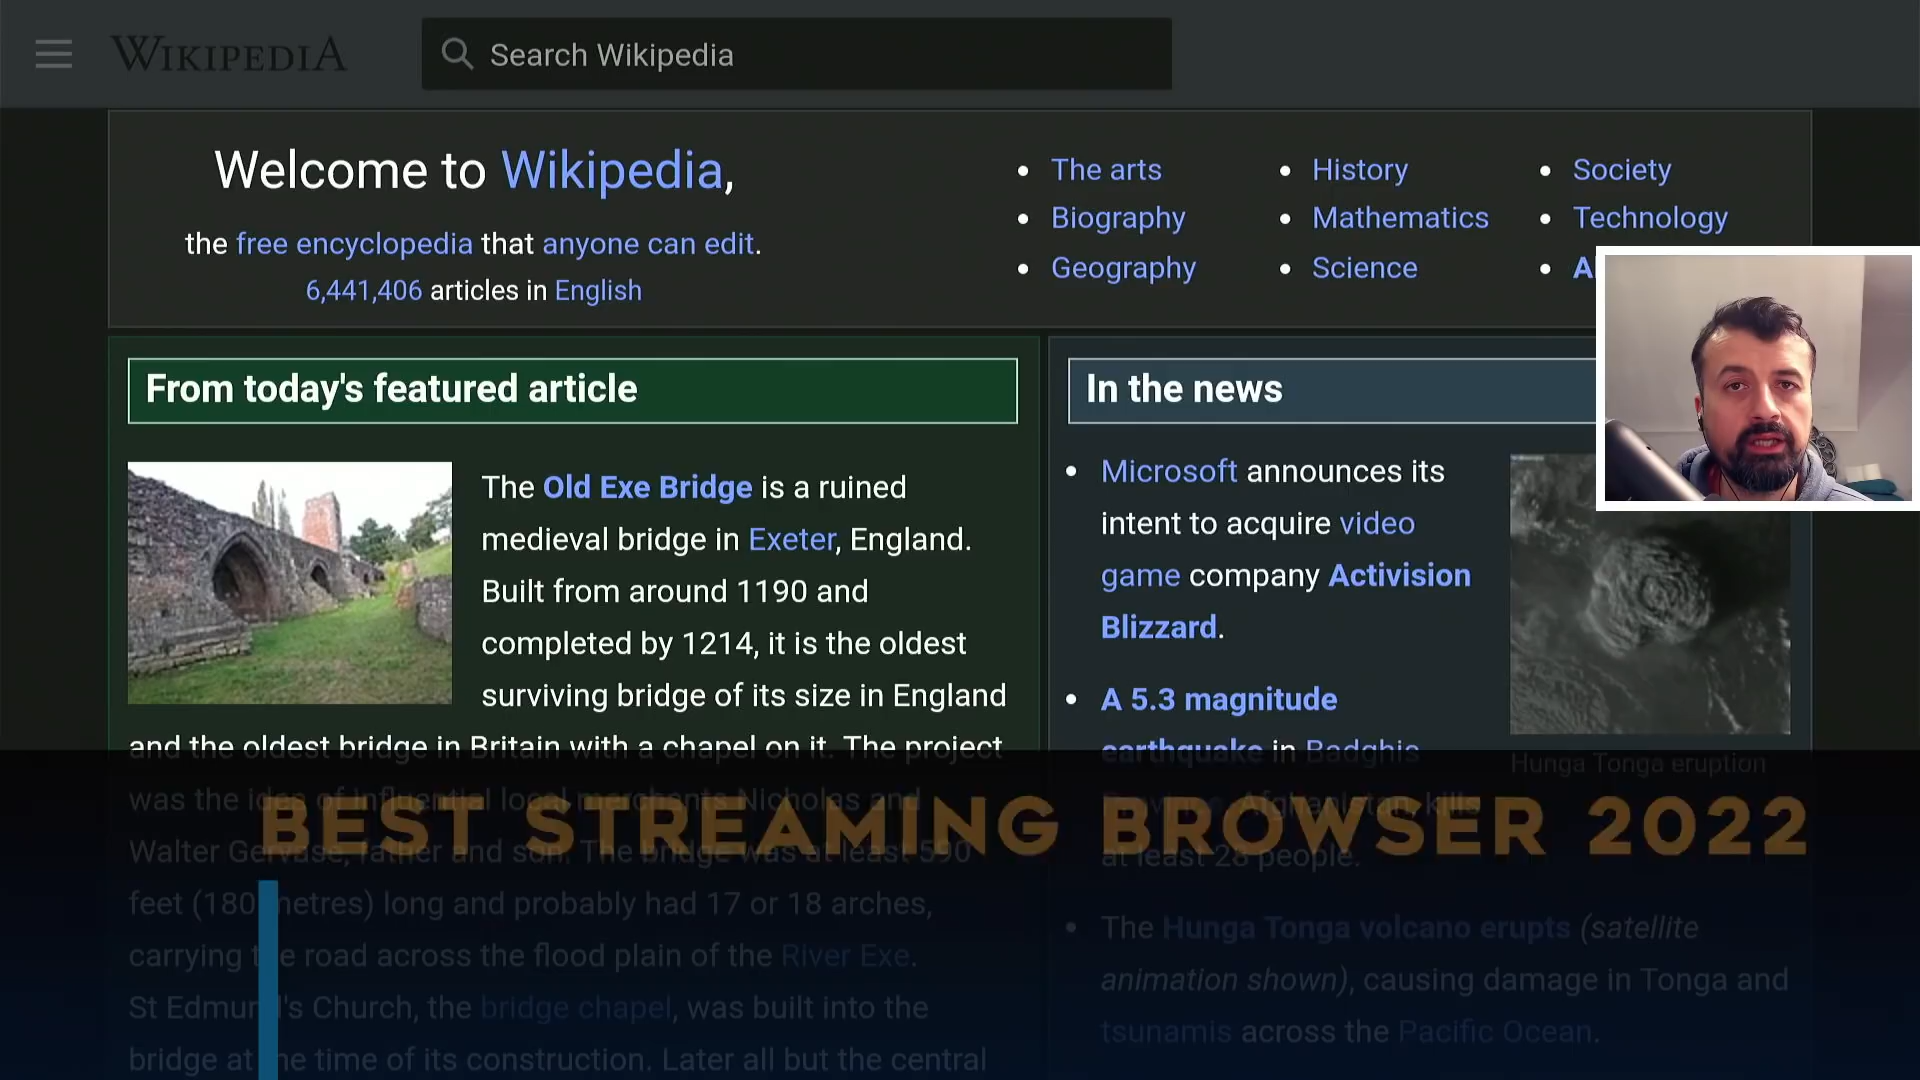 WIKIPEDIA
Search Wikipedia
Welcome to Wikipedia,
the free encyclopedia that anyone can edit.
6,441,406 articles in English
The arts
Biography
Geography
History
Mathematics
Science
Society
Technology
From today's featured article
The Old Exe Bridge is a ruined
medieval bridge in Exeter, England.
Built from around 1190 and
completed by 1214, it is the oldest
surviving bridge of its size in England
and the oldest bridge in Britain with a chapel on it. The project
was the idea of influential local merchants Nicholas and
Walter Gervase, father and son. The bridge was at least 590
feet (180 metres) long and probably had 17 or 18 arches,
carrying the road across the flood plain of the River Exe.
St Edmund's Church, the bridge chapel, was built into the
bridge at the time of its construction. Later all but the central
In the news
Microsoft announces its
intent to acquire video
game company Activision
Blizzard.
A 5.3 magnitude
earthquake in Badghis
Province, Afghanistan, kills
at least 28 people.
Hunga Tonga eruption
The Hunga Tonga volcano erupts (satellite
animation shown), causing damage in Tonga and
tsunamis across the Pacific Ocean.
BEST STREAMING BROWSER 2022